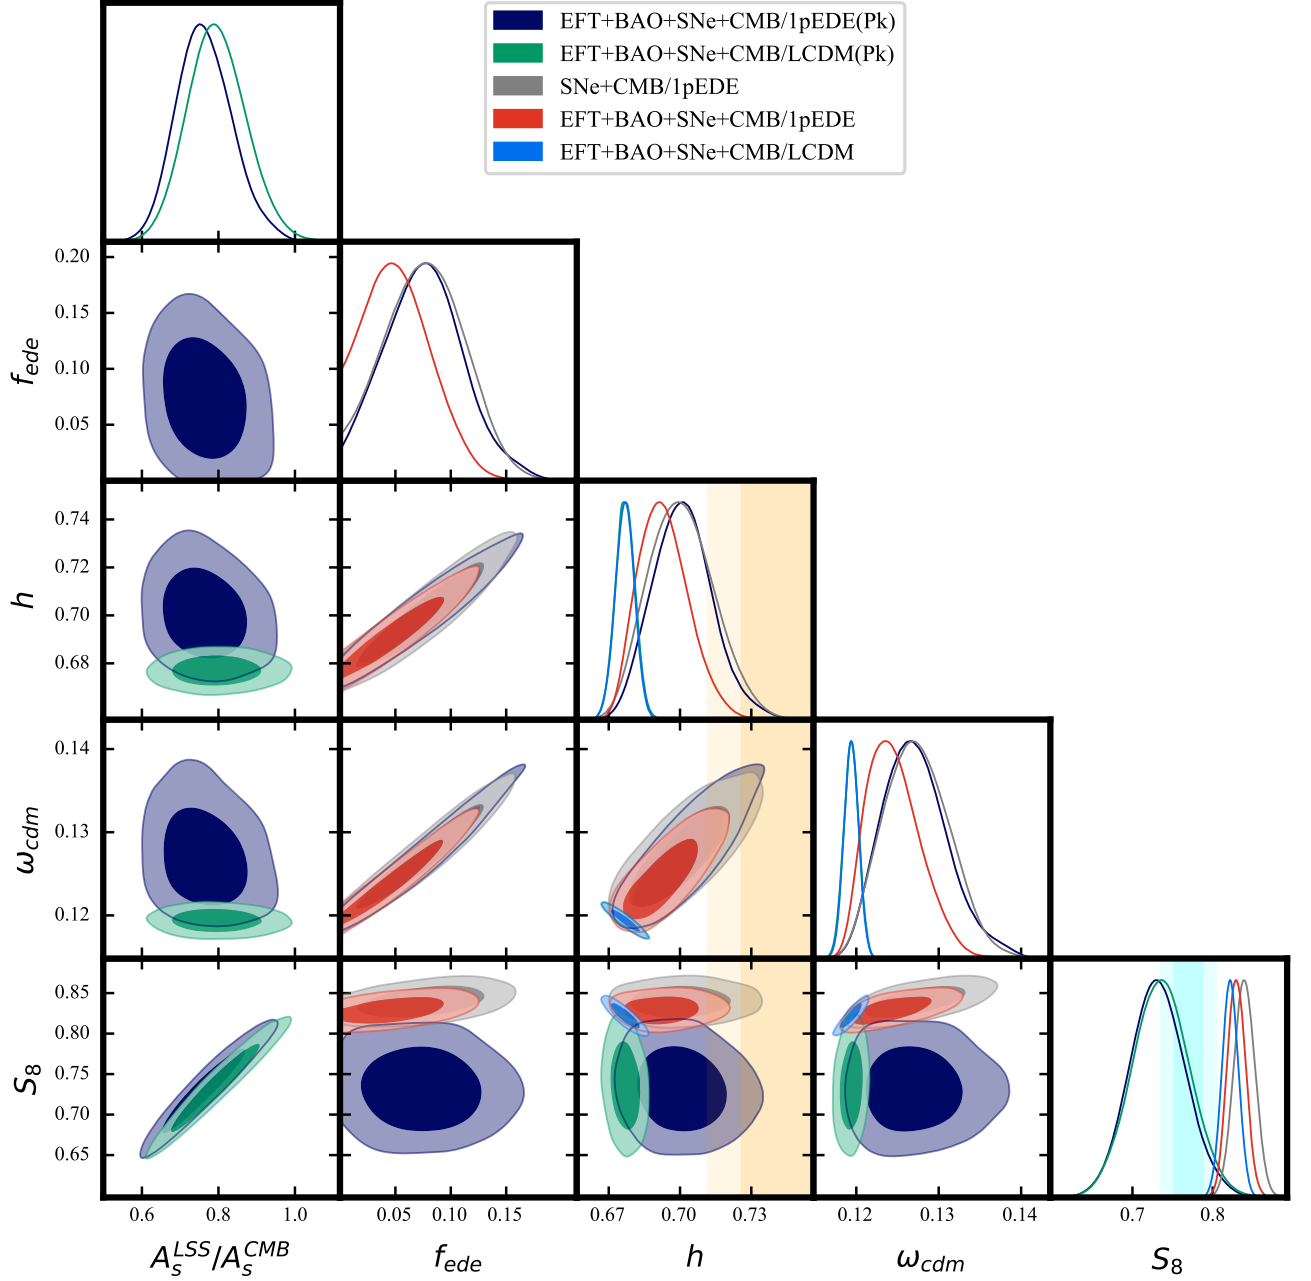 EFT+BAO+SNe+CMB/1pEDE(Pk)
EFT+BAO+SNe+CMB/LCDM(Pk)
SNe+CMB/1pEDE
EFT+BAO+SNe+CMB/1pEDE
EFT+BAO+SNe+CMB/LCDM
0.20
0.15
0.10
0.05
f_ede
0.74
0.72
0.70
0.68
h
0.14
0.13
0.12
ω_cdm
0.85
0.80
0.75
0.70
0.65
S_8
0.6 0.8 1.0 0.05 0.10 0.15 0.67 0.70 0.73 0.12 0.13 0.14 0.7 0.8
A_s^LSS/A_s^CMB f_ede h ω_cdm S_8